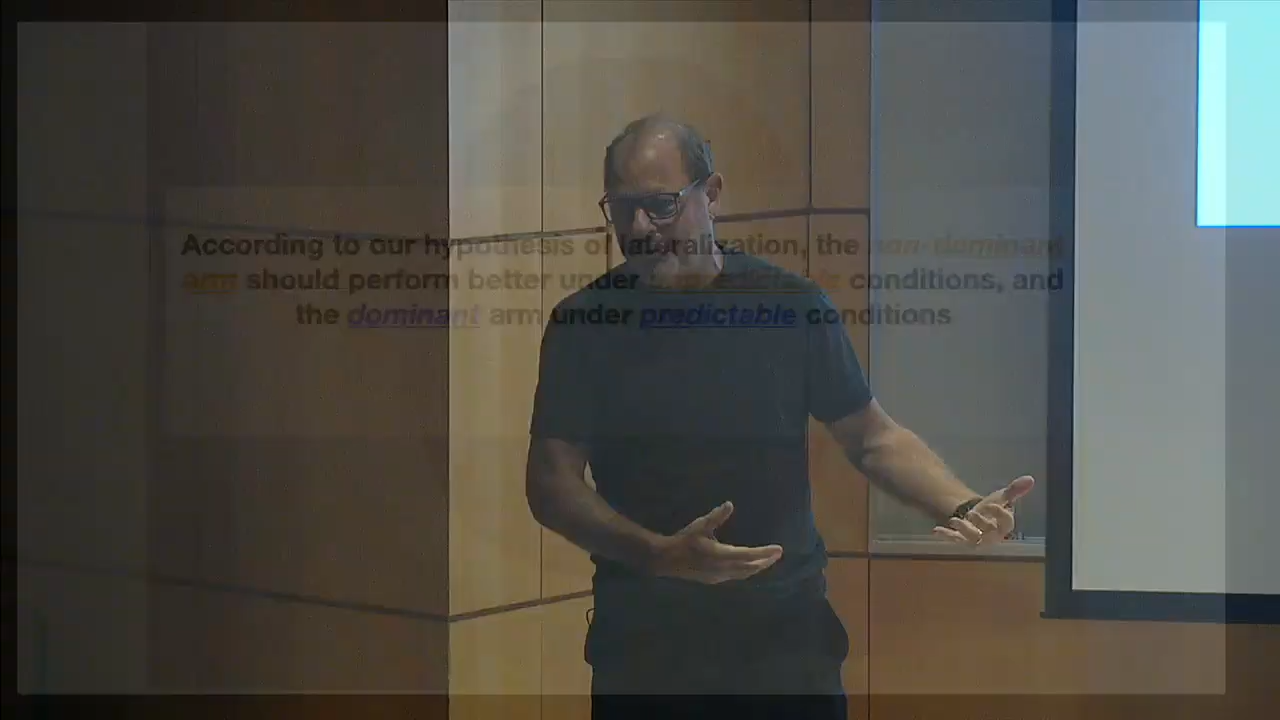 According to our hypothesis of lateralization, the non-dominant
arm should perform better under unpredictable conditions, and
the dominant arm under predictable conditions